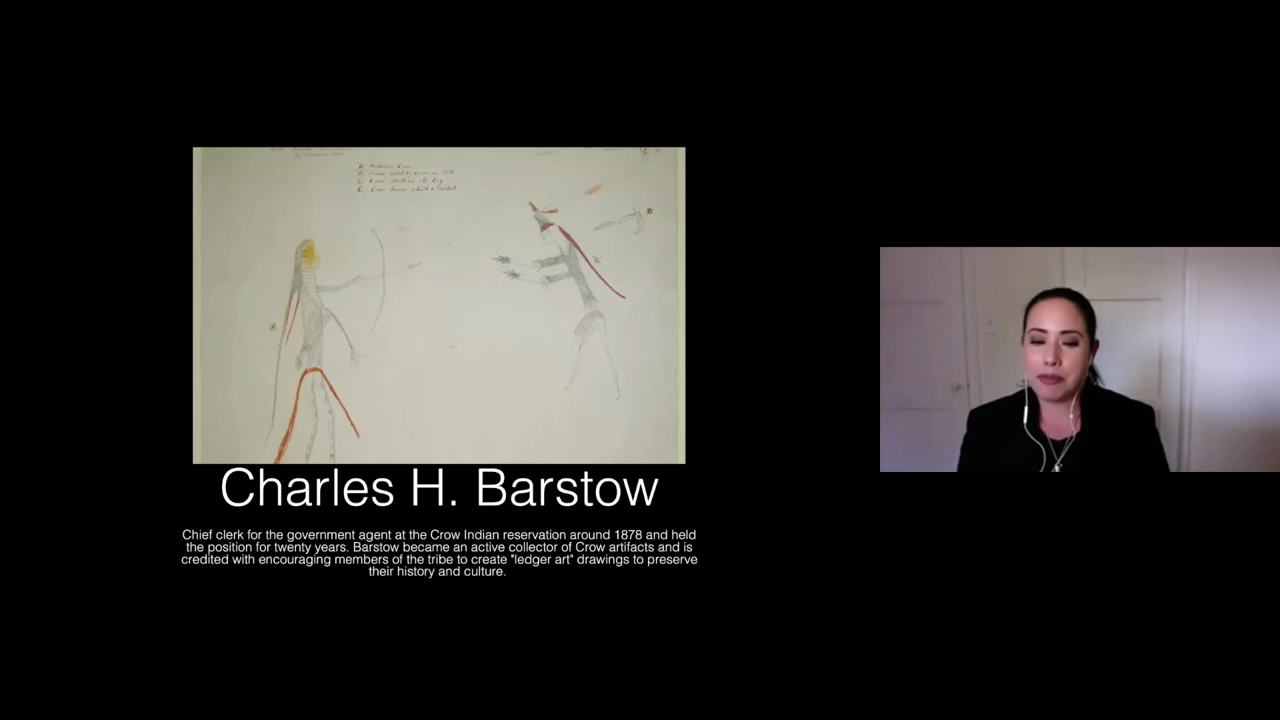 Charles H. Barstow
Chief clerk for the government agent at the Crow Indian reservation around 1878 and held
the position for twenty years. Barstow became an active collector of Crow artifacts and is
credited with encouraging members of the tribe to create "ledger art" drawings to preserve
their history and culture.